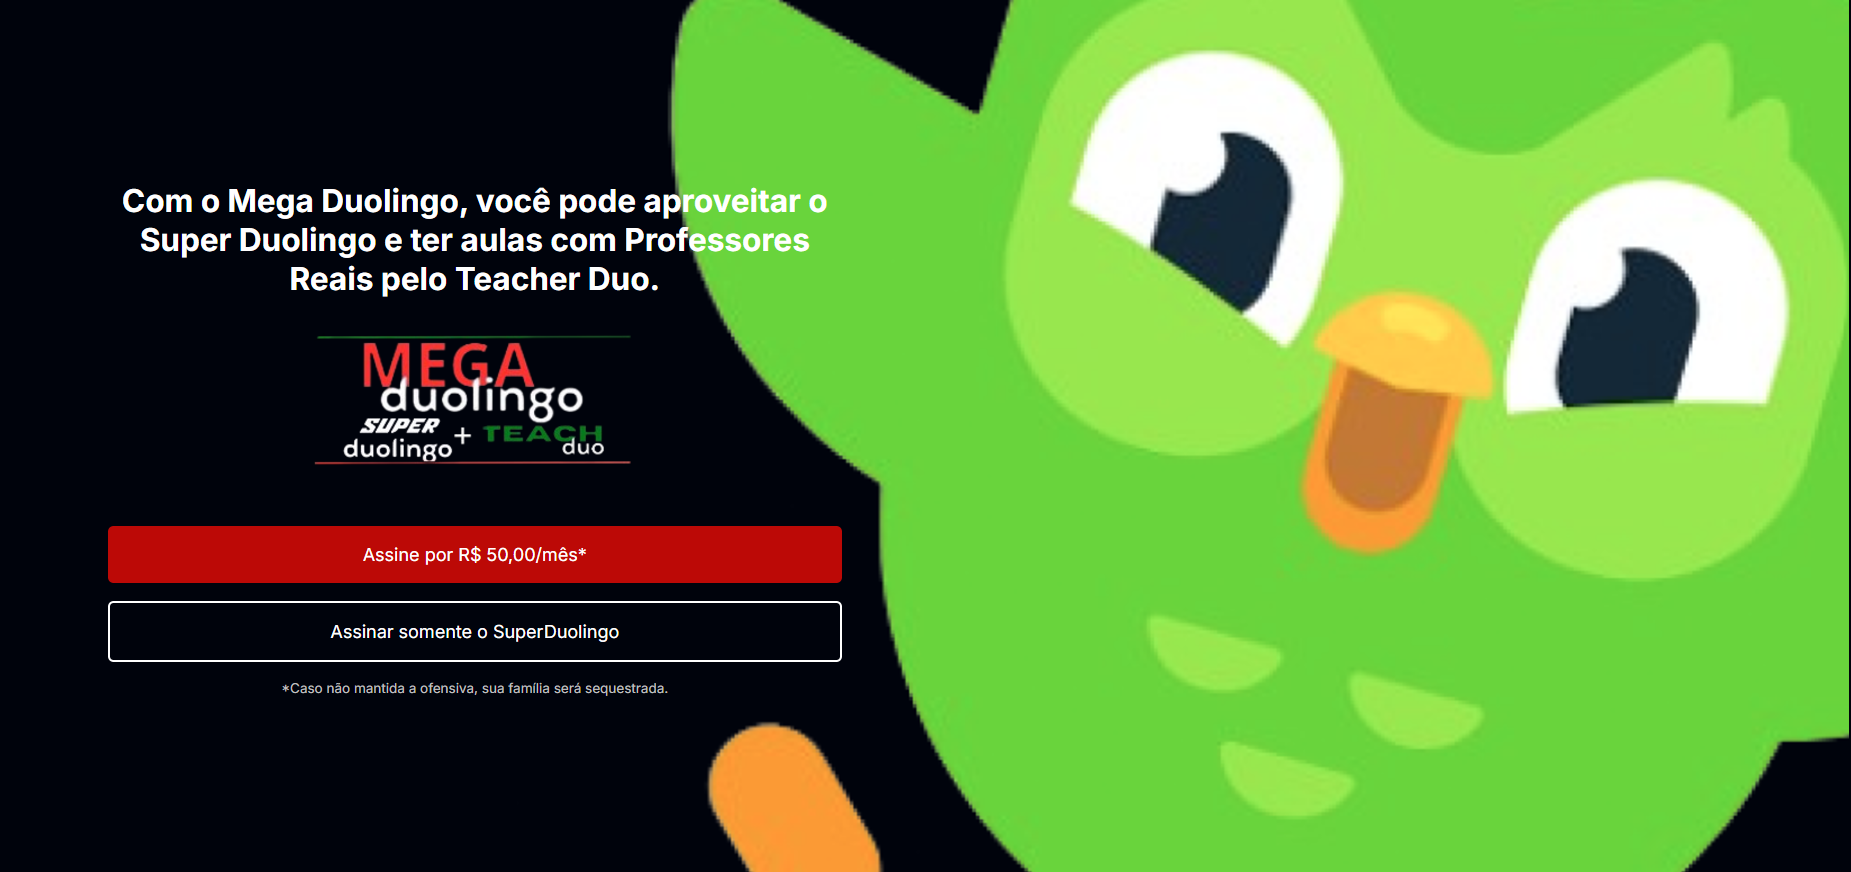 Com o Mega Duolingo, você pode aproveitar o
Super Duolingo e ter aulas com Professores
Reais pelo Teacher Duo.
MEGA
duolingo
SUPER
duolingo
+
TEACH
duo
Assine por R$ 50,00/mês*
Assinar somente o SuperDuolingo
*Caso não mantida a ofensiva, sua família será sequestrada.